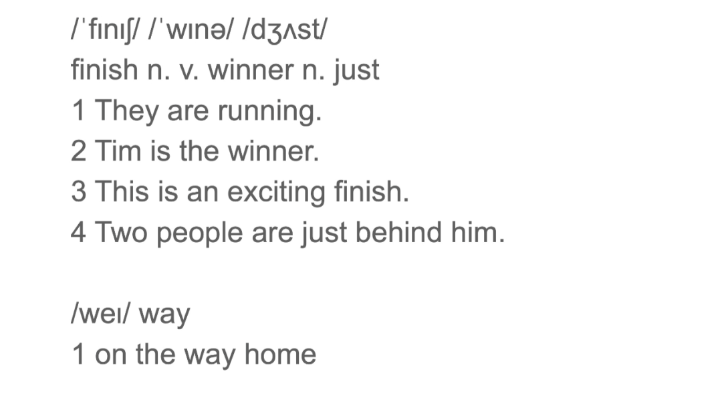 /ˈfɪnɪʃ/ /ˈwɪnə/ /dʒʌst/
finish n. v. winner n. just
1 They are running.
2 Tim is the winner.
3 This is an exciting finish.
4 Two people are just behind him.
/weɪ/ way
1 on the way home